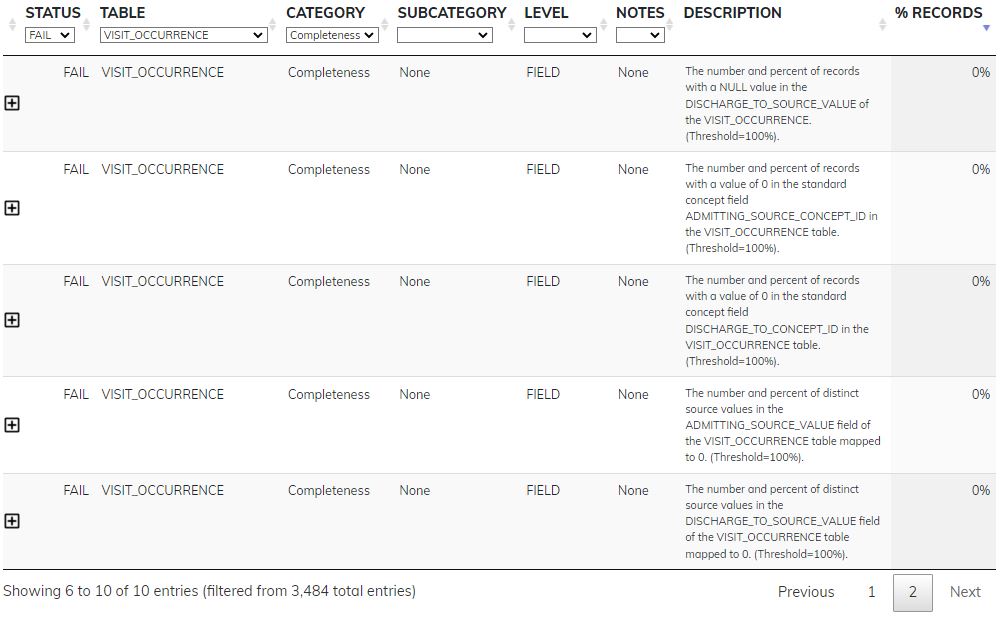 STATUS TABLE CATEGORY SUBCATEGORY LEVEL NOTES DESCRIPTION % RECORDS
FAIL VISIT_OCCURRENCE Completeness
FAIL VISIT_OCCURRENCE Completeness None FIELD None The number and percent of records 0%
with a NULL value in the
DISCHARGE_TO_SOURCE_VALUE of
the VISIT_OCCURRENCE.
(Threshold=100%).
FAIL VISIT_OCCURRENCE Completeness None FIELD None The number and percent of records 0%
with a value of 0 in the standard
concept field
ADMITTING_SOURCE_CONCEPT_ID in
the VISIT_OCCURRENCE table.
(Threshold=100%).
FAIL VISIT_OCCURRENCE Completeness None FIELD None The number and percent of records 0%
with a value of 0 in the standard
concept field
DISCHARGE_TO_CONCEPT_ID in the
VISIT_OCCURRENCE table.
(Threshold=100%).
FAIL VISIT_OCCURRENCE Completeness None FIELD None The number and percent of distinct 0%
source values in the
ADMITTING_SOURCE_VALUE field of
the VISIT_OCCURRENCE table mapped
to 0. (Threshold=100%).
FAIL VISIT_OCCURRENCE Completeness None FIELD None The number and percent of distinct 0%
source values in the
DISCHARGE_TO_SOURCE_VALUE field
of the VISIT_OCCURRENCE table
mapped to 0. (Threshold=100%).
Showing 6 to 10 of 10 entries (filtered from 3,484 total entries) Previous 1 2 Next